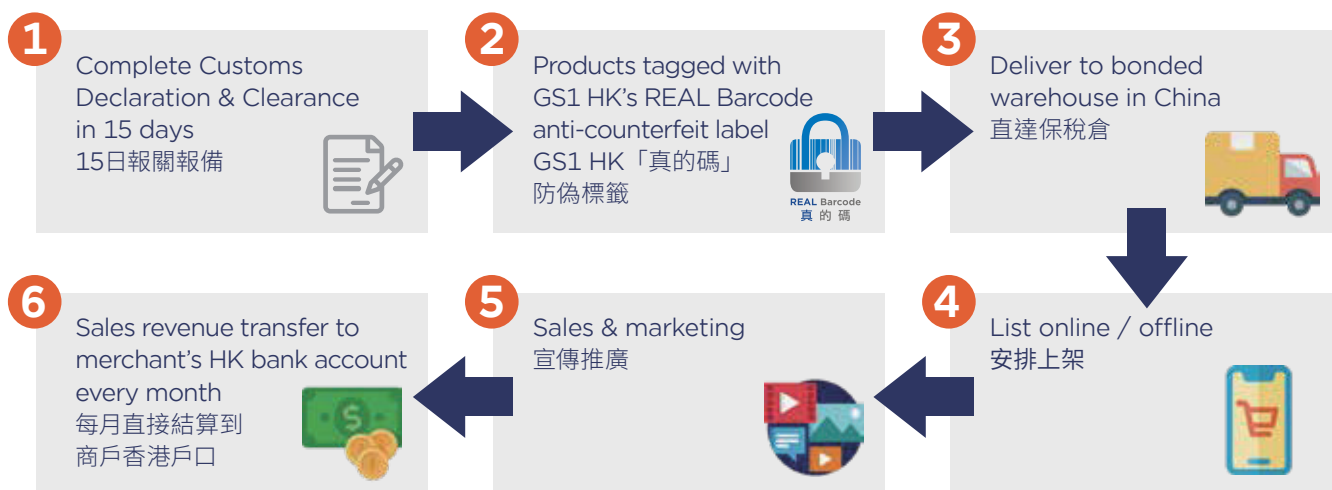 1
Complete Customs
Declaration & Clearance
in 15 days
15日報關報備
2
Products tagged with
GS1 HK's REAL Barcode
anti-counterfeit label
GS1 HK「真的碼」
防偽標籤
REAL Barcode
真的碼
3
Deliver to bonded
warehouse in China
直達保稅倉
4
List online / offline
安排上架
5
Sales & marketing
宣傳推廣
6
Sales revenue transfer to
merchant's HK bank account
every month
每月直接結算到
商戶香港戶口
$